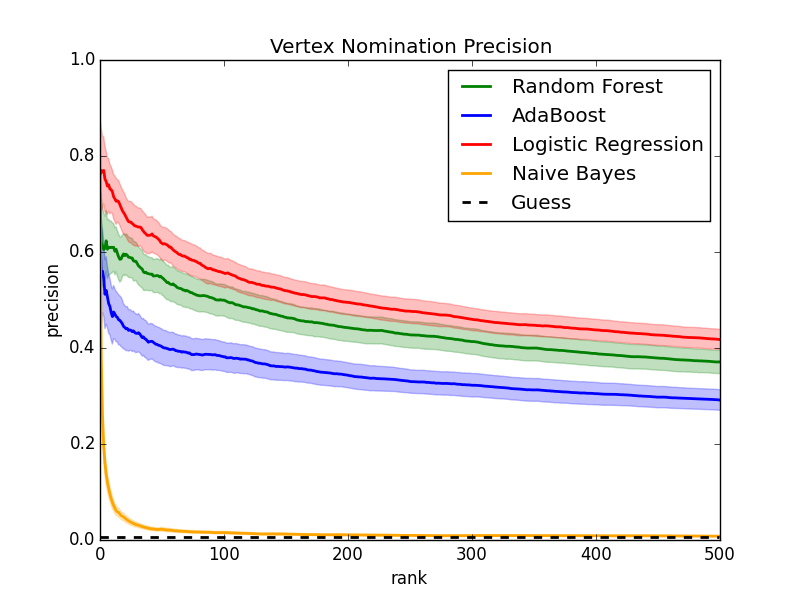 Vertex Nomination Precision
1.0
0.8
0.6
0.4
0.2
0.0
precision
Random Forest
AdaBoost
Logistic Regression
Naive Bayes
Guess
0 100 200 300 400 500
rank